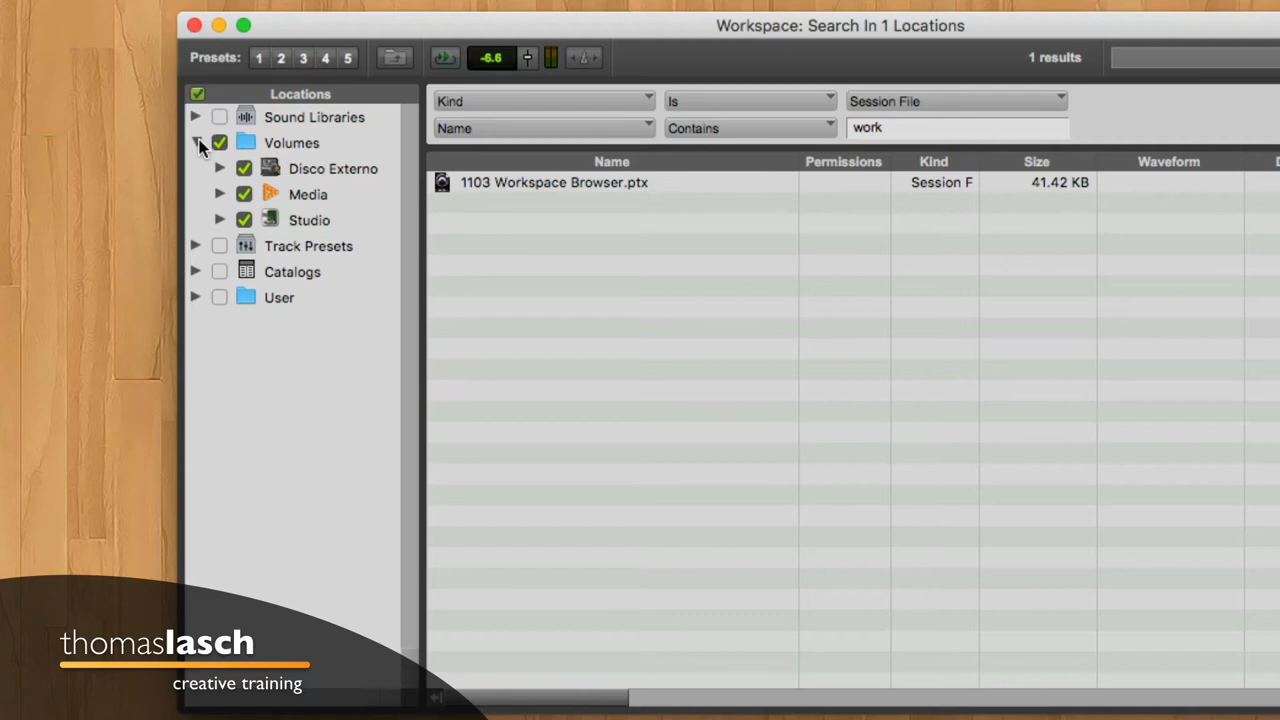 Workspace: Search In 1 Locations
Presets: 1 2 3 4 5 -6.6 1 results
Locations
Sound Libraries
Volumes
Disco Externo
Media
Studio
Track Presets
Catalogs
User
Kind Is Session File
Name Contains work
Name Permissions Kind Size Waveform
1103 Workspace Browser.ptx Session F 41.42 KB
thomaslasch
creative training